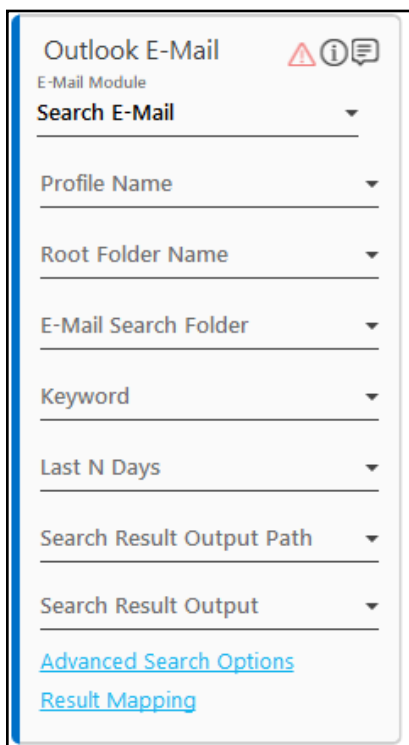 Outlook E-Mail
E-Mail Module
Search E-Mail
Profile Name
Root Folder Name
E-Mail Search Folder
Keyword
Last N Days
Search Result Output Path
Search Result Output
Advanced Search Options
Result Mapping